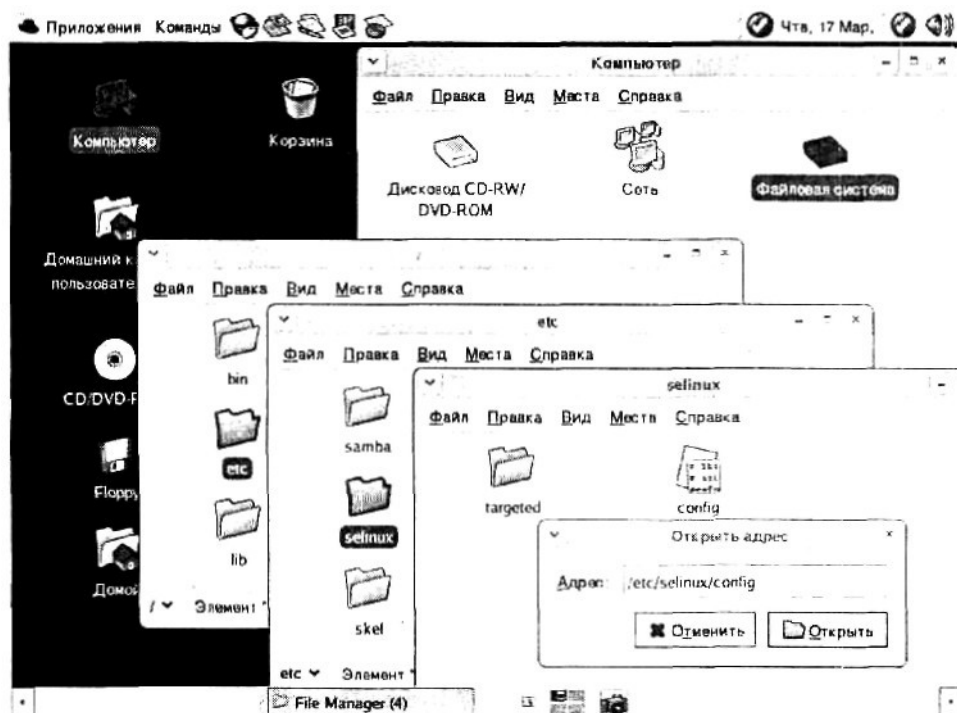 Приложения Команды
Чтв, 17 Мар.
Компьютер
Файл Правка Вид Места Справка
Компьютер
Корзина
Дисковод CD-RW/
DVD-ROM
Сеть
Файловая система
Домашний к
пользовате
/
Файл Правка Вид Места Справка
bin
etc
lib
/ Элемент
etc
Файл Правка Вид Места Справка
samba
selinux
skel
etc Элемент
selinux
Файл Правка Вид Места Справка
targeted
config
Открыть адрес
Адрес: /etc/selinux/config
Отменить Открыть
CD/DVD-F
Floppy
Домой
File Manager (4)